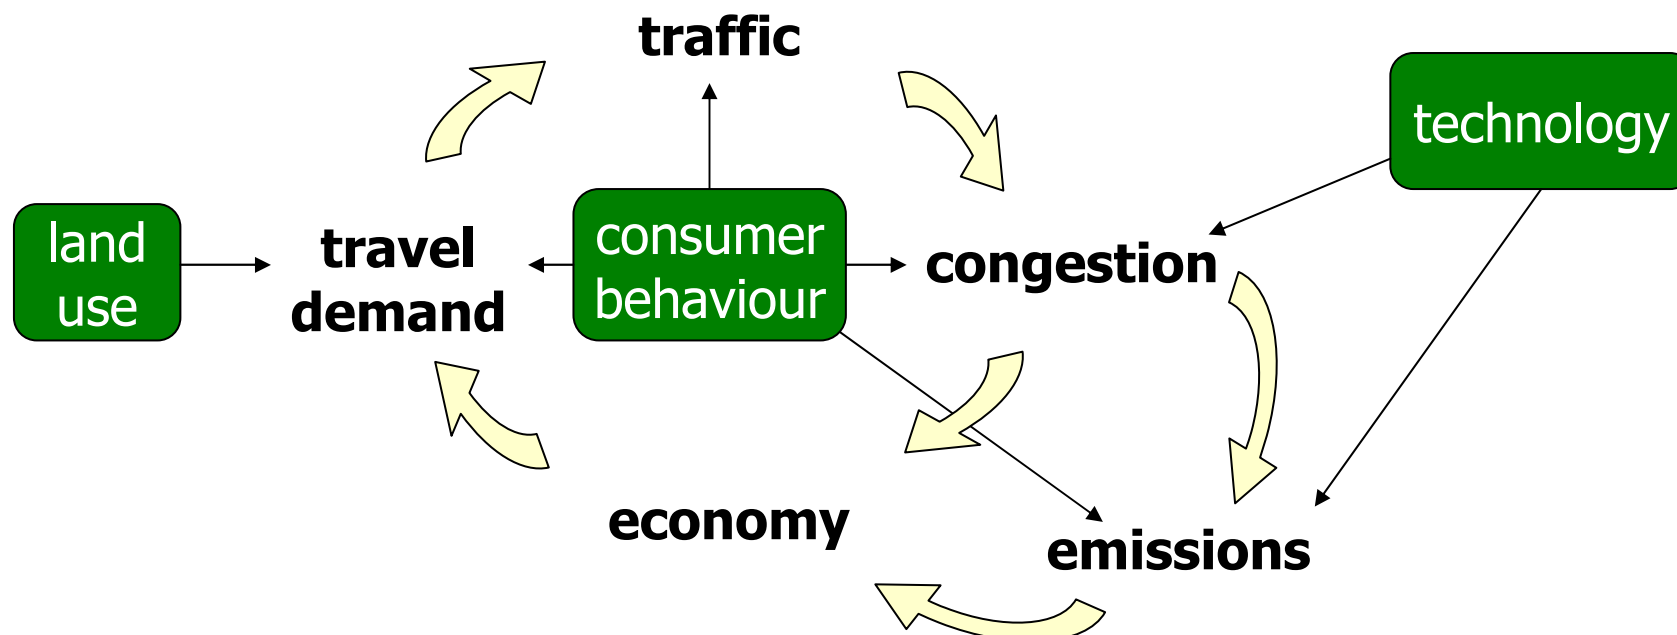 traffic
technology
land
use
travel
demand
consumer
behaviour
congestion
economy
emissions